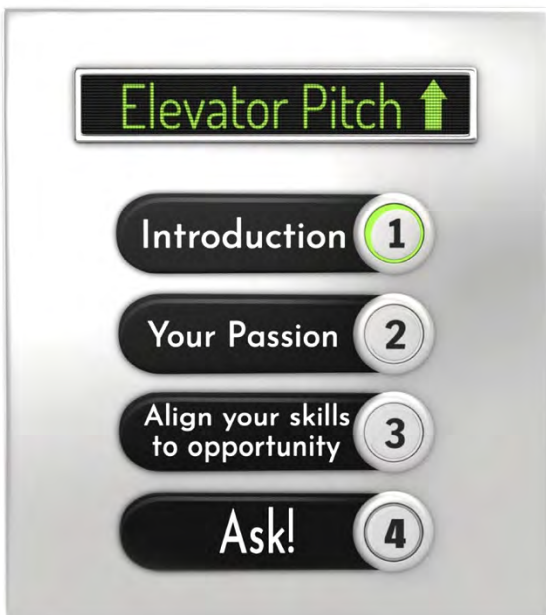 Elevator Pitch
Introduction 1
Your Passion 2
Align your skills
to opportunity 3
Ask! 4